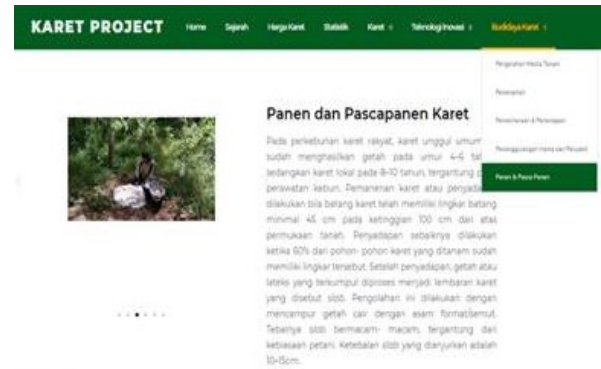 KARET PROJECT
Home Sejarah Harga Karet Statistik Karet Teknologi Inovasi Budidaya Karet
Pengolahan Media Tanam
Penanaman
Pemeliharaan & Pemupukan
Penanggulangan Hama dan Penyakit
Panen & Pasca Panen
Panen dan Pascapanen Karet
Pada perkebunan karet rakyat, karet unggul umum
sudah menghasilkan getah pada umur 4-6
sedangkan karet lokal pada 8-10 tahun, tergantung
perawatan kebun. Pemanenan karet atau
dilakukan bila batang karet telah memiliki lingkar batang
minimal 45 cm pada ketinggian 100 cm dari atas
permukaan tanah. Penyadapan sebaiknya dilakukan
ketika 60% dari pohon- pohon karet yang ditanam sudah
memiliki lingkar tersebut. Setelah penyadapan, getah atau
lateks yang terkumpul diproses menjadi lembaran karet
yang disebut slab. Pengolahan ini dilakukan dengan
mencampur getah cair dengan asam format/semut.
Tebalnya slab bermacam- macam, tergantung dari
kebiasaan petani. Ketebalan slab yang dianyurkan adalah
10-15cm.